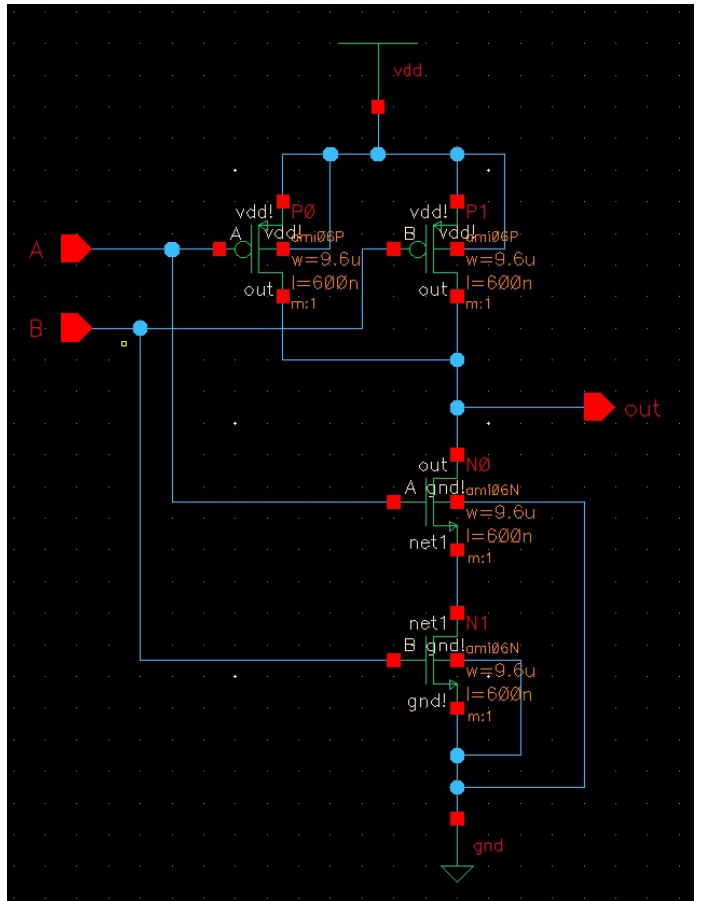 vdd
vdd!
P0
A
vdd!
ami06P
w=9.6u
l=600n
out
m:1
vdd!
P1
B
vdd!
ami06P
w=9.6u
l=600n
out
m:1
A
B
out
out
N0
A
gnd!
ami06N
w=9.6u
l=600n
net1
m:1
net1
N1
B
gnd!
ami06N
w=9.6u
l=600n
gnd!
m:1
gnd